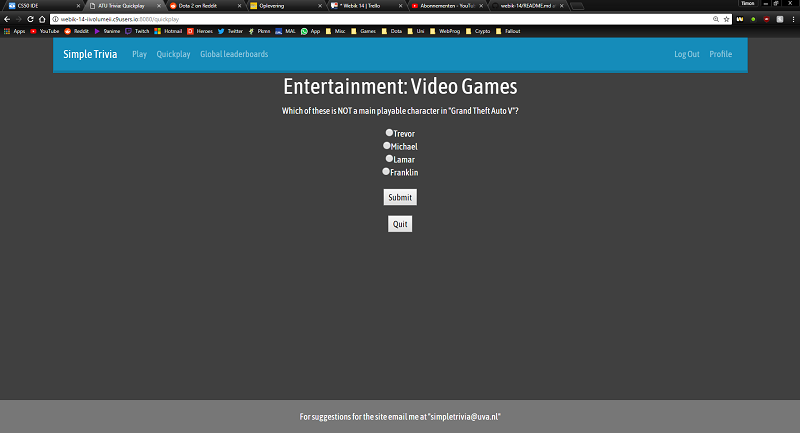 CS50 IDE
ATU Trivia Quickplay
Dota 2 on Reddit
Oplevering
* Webik 14 | Trello
Abonnementen - YouTu
webik-14/README.md
Timon
webik-14-iivolumeii.c9users.io:8080/quickplay
Apps YouTube Reddit 9anime Twitch Hotmail Heroes Twitter Pkmn MAL App Misc Games Dota Uni WebProg Crypto Fallout
Simple Trivia Play Quickplay Global leaderboards Log Out Profile
Entertainment: Video Games
Which of these is NOT a main playable character in "Grand Theft Auto V"?
Trevor
Michael
Lamar
Franklin
Submit
Quit
For suggestions for the site email me at "simpletrivia@uva.nl"